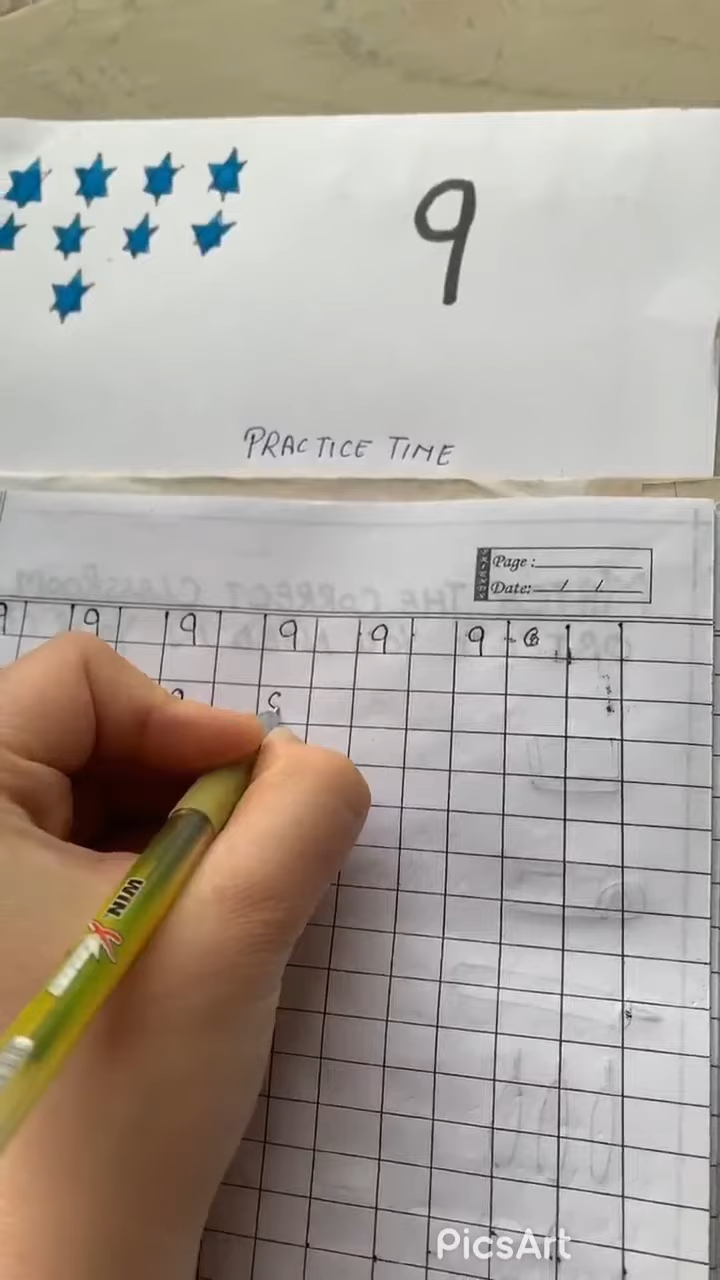 9
PRACTICE TIME
Page :
Date: / /
9 9 9 9 9 9
WIN
PicsArt